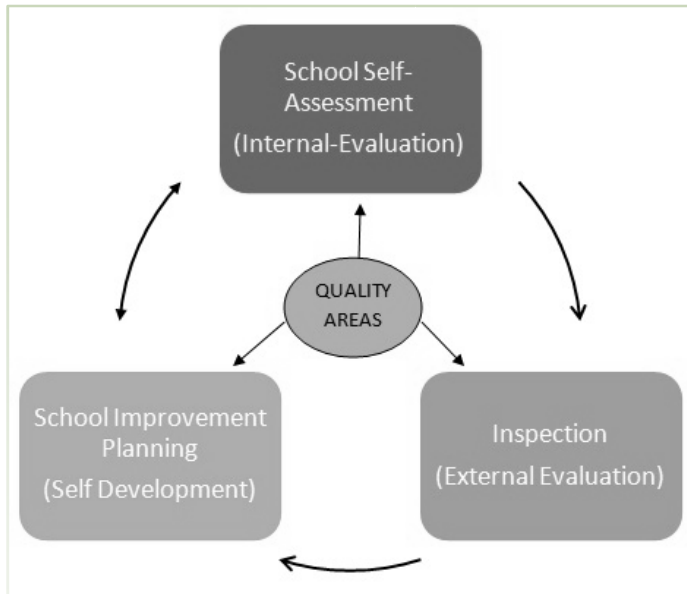 School Self-
Assessment
(Internal-Evaluation)
QUALITY
AREAS
School Improvement
Planning
(Self Development)
Inspection
(External Evaluation)